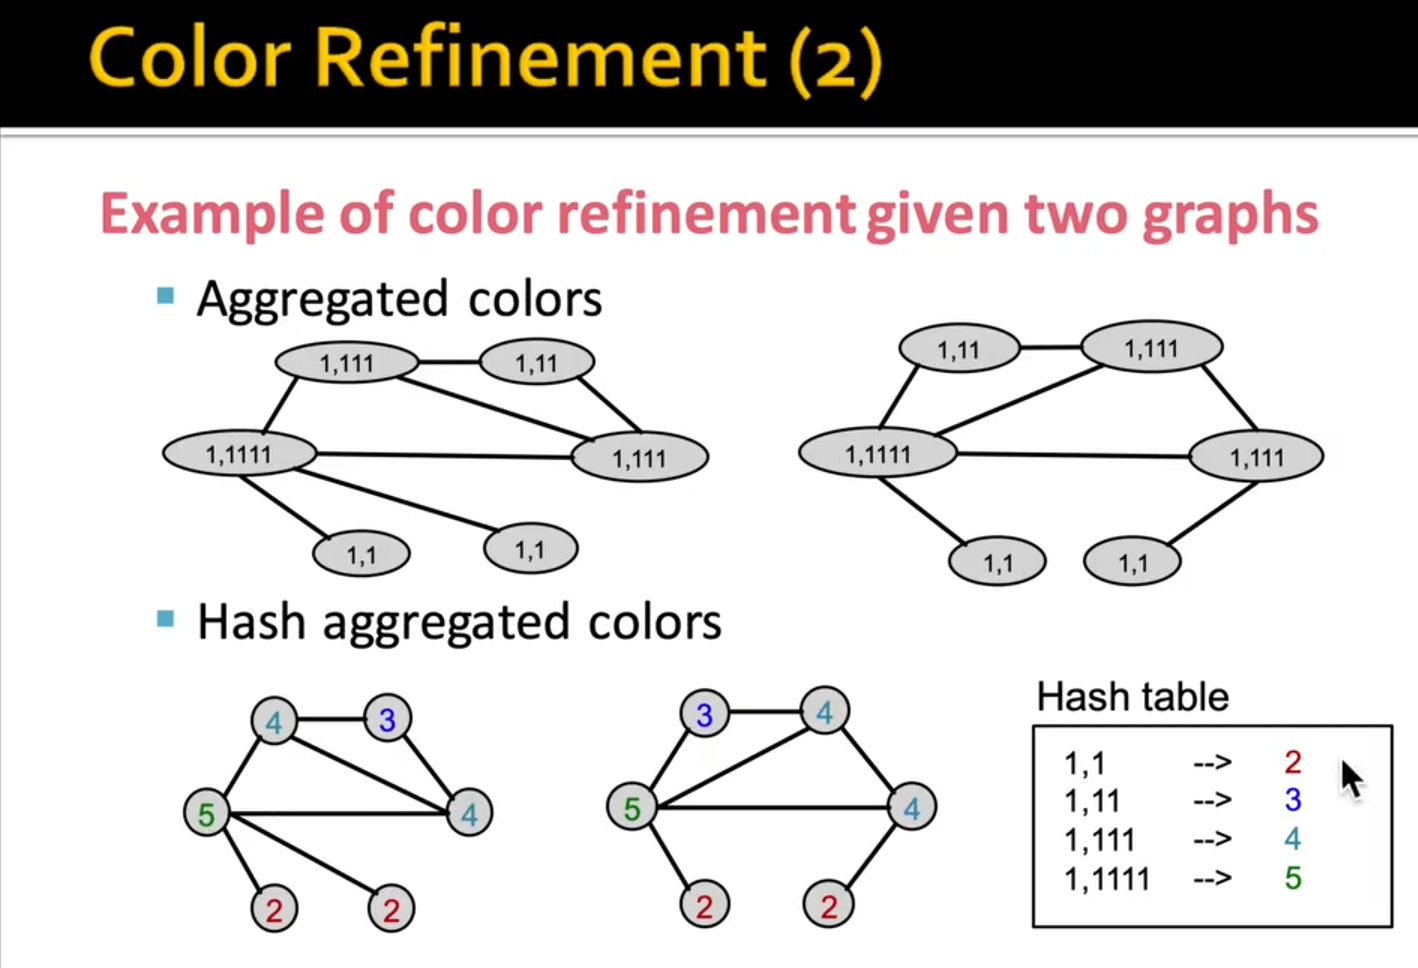 Color Refinement (2)
Example of color refinement given two graphs
Aggregated colors
1,111 1,11
1,1111 1,111
1,1 1,1
1,11 1,111
1,1111 1,111
1,1 1,1
Hash aggregated colors
4 3
5 4
2 2
3 4
5 4
2 2
Hash table
1,1 --> 2
1,11 --> 3
1,111 --> 4
1,1111 --> 5